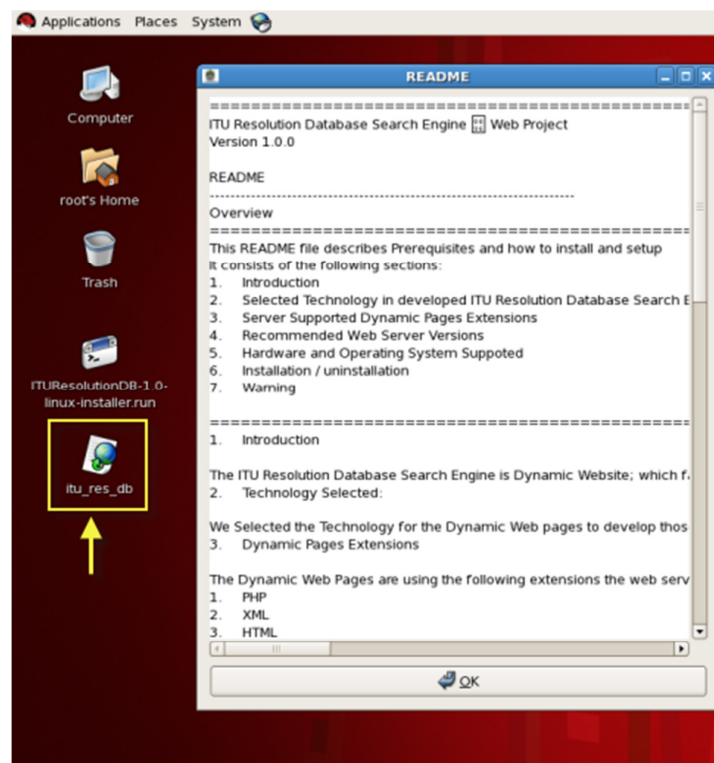 Applications Places System
Computer
root's Home
Trash
ITUResolutionDB-1.0-
linux-installer.run
itu_res_db
README
================================================
ITU Resolution Database Search Engine Web Project
Version 1.0.0
README
------------------------------------------------------------------------
Overview
================================================
This README file describes Prerequisites and how to install and setup
It consists of the following sections:
1. Introduction
2. Selected Technology in developed ITU Resolution Database Search E
3. Server Supported Dynamic Pages Extensions
4. Recommended Web Server Versions
5. Hardware and Operating System Suppoted
6. Installation / uninstallation
7. Warning
================================================
1. Introduction
The ITU Resolution Database Search Engine is Dynamic Website; which f
2. Technology Selected:
We Selected the Technology for the Dynamic Web pages to develop thos
3. Dynamic Pages Extensions
The Dynamic Web Pages are using the following extensions the web serv
1. PHP
2. XML
3. HTML
OK